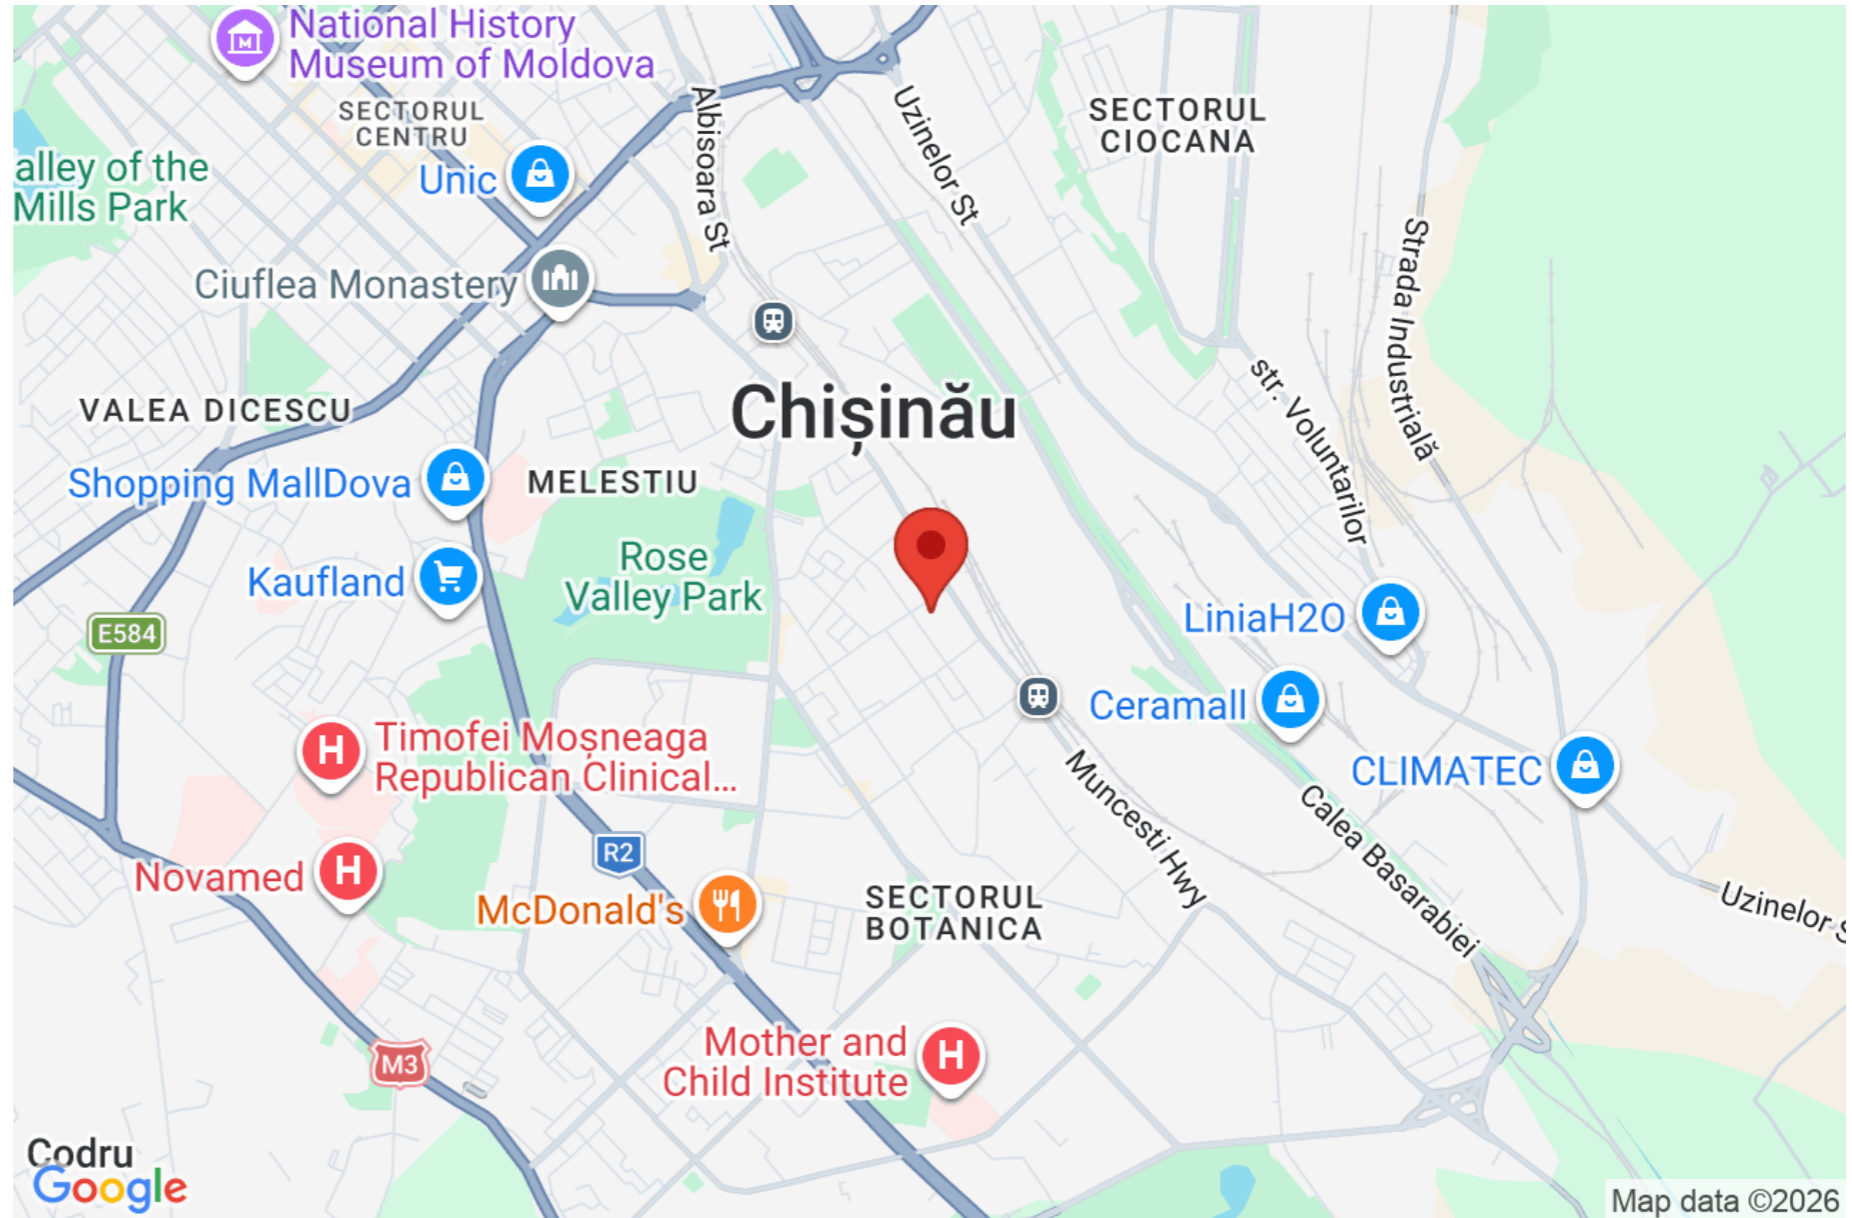 National History
Museum of Moldova
SECTORUL
CENTRU
Albisoara St
Uzinelor St
SECTORUL
CIOCANA
alley of the
Mills Park
Unic
Strada Industrială
Ciuflea Monastery
str. Voluntarilor
Chișinău
VALEA DICESCU
Shopping MallDova
MELESTIU
Rose
Valley Park
Kaufland
LiniaH2O
E584
Ceramall
Timofei Moșneaga
Republican Clinical...
H
CLIMATEC
Muncesti Hwy
Calea Basarabiei
R2
Novamed
H
McDonald's
SECTORUL
BOTANICA
Uzinelor S
M3
Mother and
Child Institute
H
Codru
Google
Map data ©2026